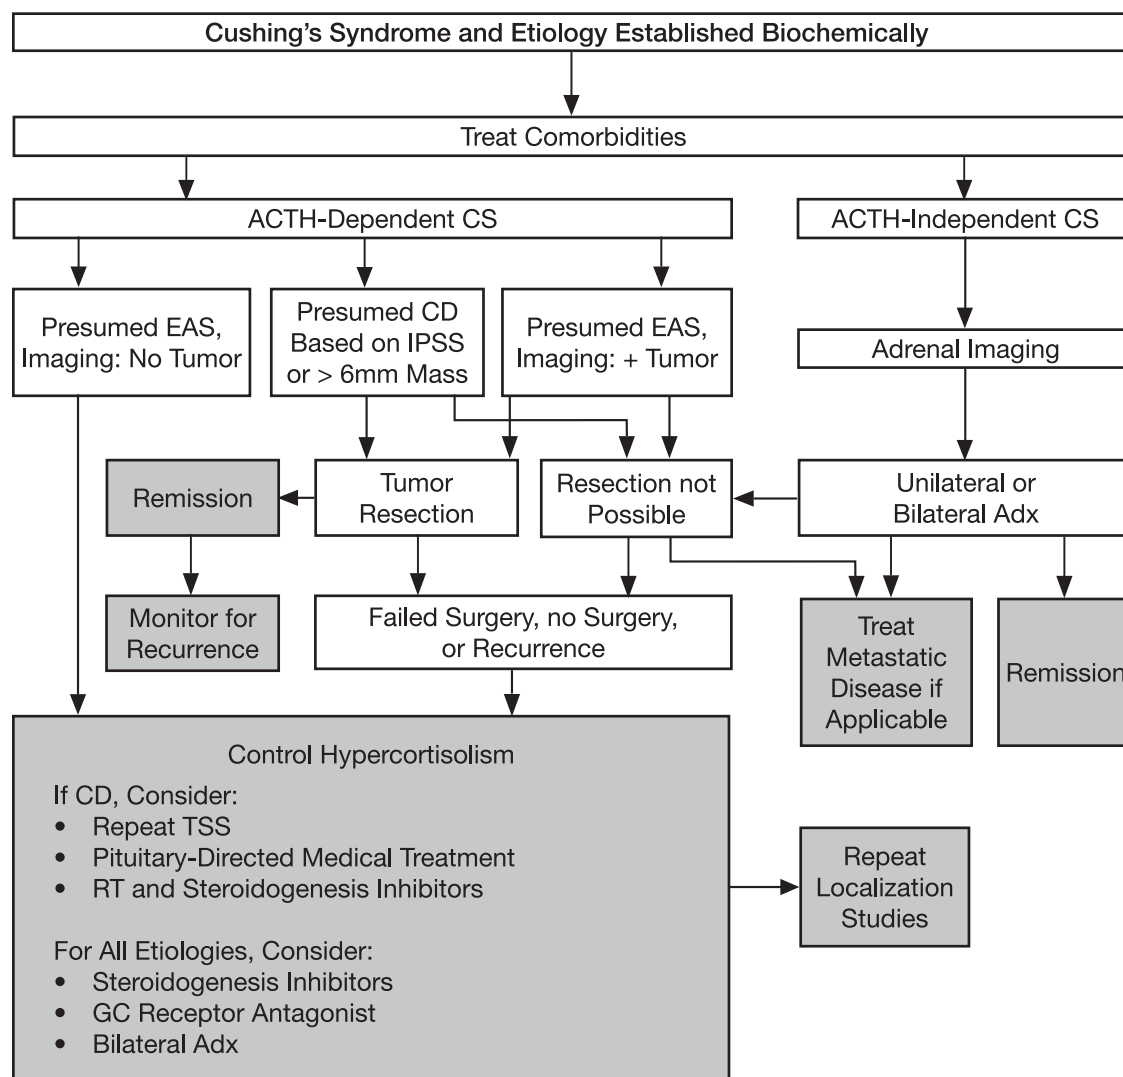 Cushing's Syndrome and Etiology Established Biochemically
Treat Comorbidities
ACTH-Dependent CS
ACTH-Independent CS
Presumed EAS,
Imaging: No Tumor
Presumed CD
Based on IPSS
or > 6mm Mass
Presumed EAS,
Imaging: + Tumor
Adrenal Imaging
Remission
Tumor
Resection
Resection not
Possible
Unilateral or
Bilateral Adx
Monitor for
Recurrence
Failed Surgery, no Surgery,
or Recurrence
Treat
Metastatic
Disease if
Applicable
Remission
Control Hypercortisolism
If CD, Consider:
• Repeat TSS
• Pituitary-Directed Medical Treatment
• RT and Steroidogenesis Inhibitors
For All Etiologies, Consider:
• Steroidogenesis Inhibitors
• GC Receptor Antagonist
• Bilateral Adx
Repeat
Localization
Studies